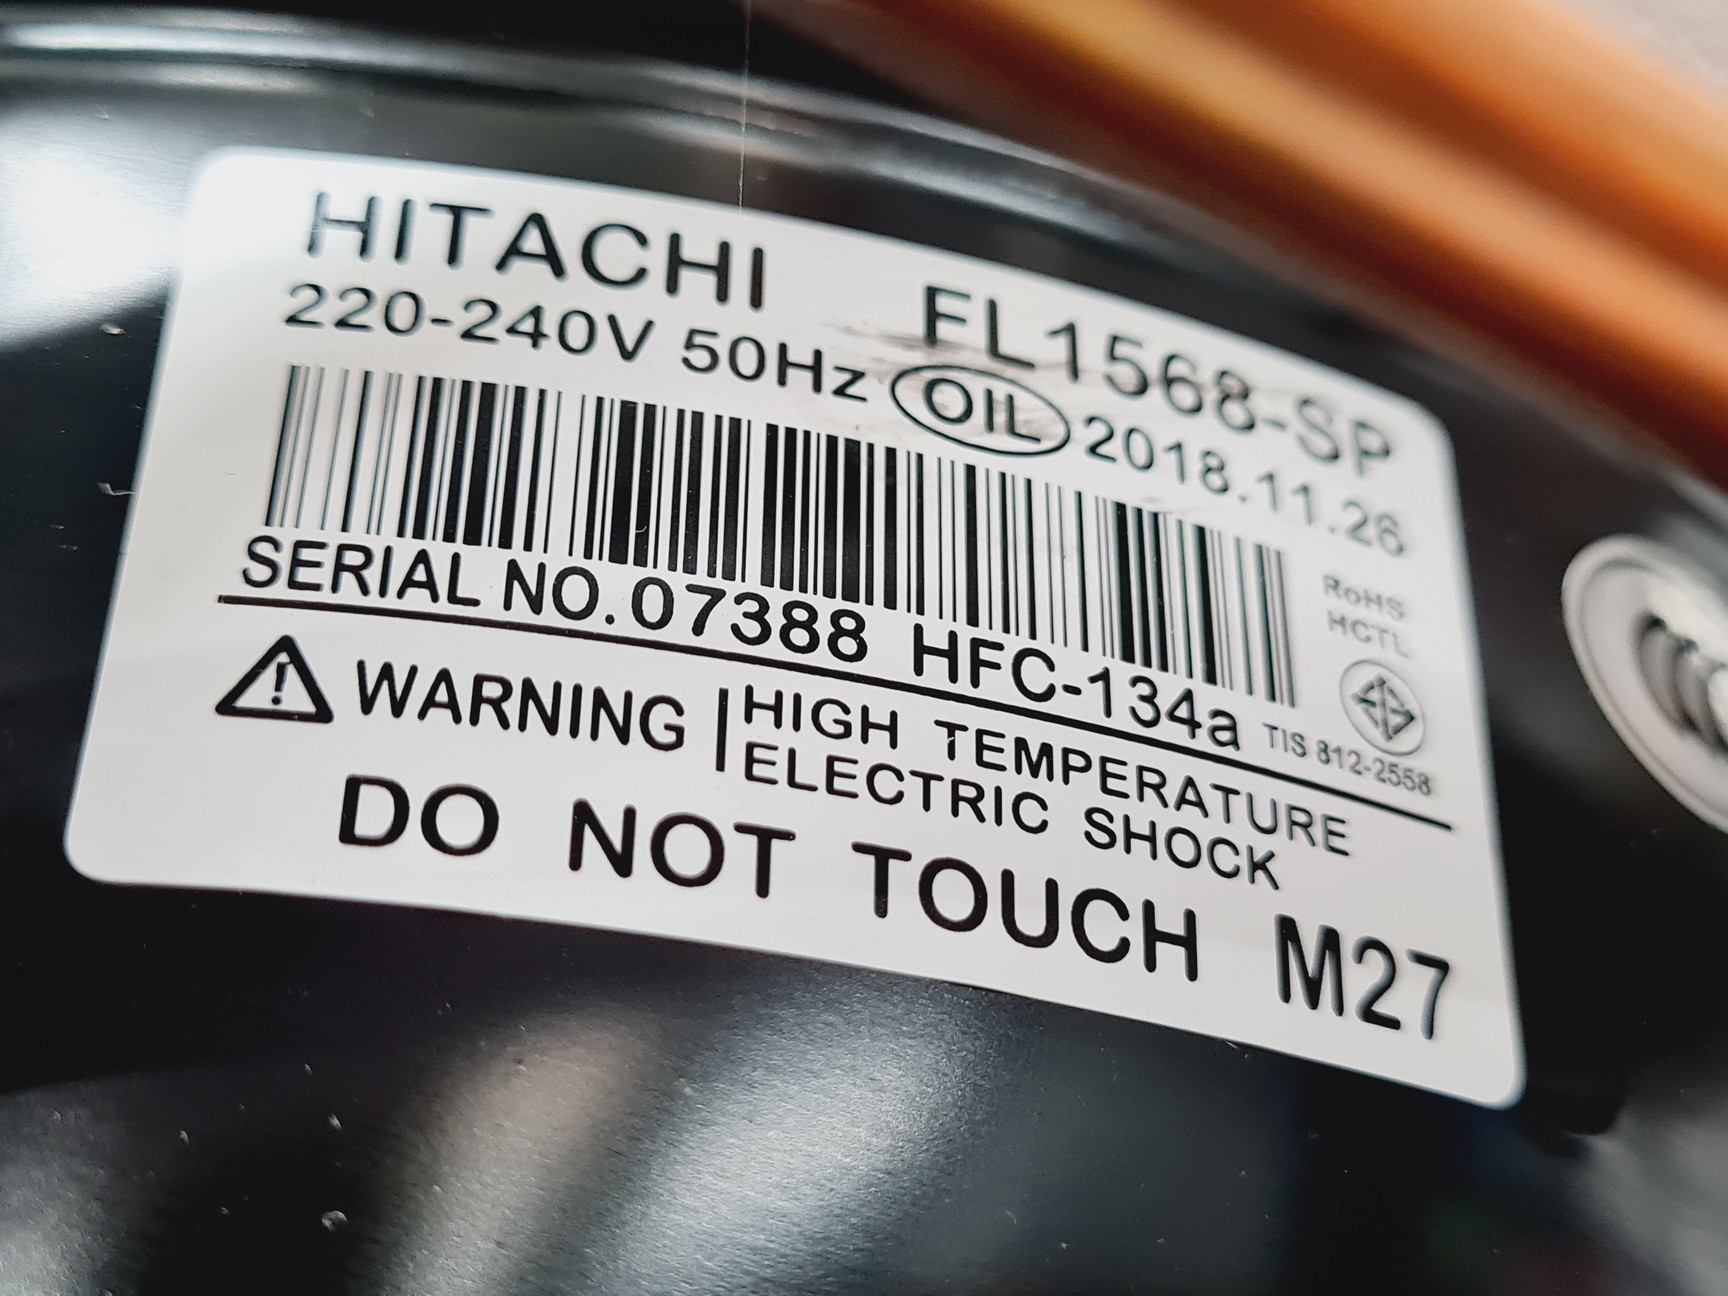 HITACHI FL1568-SP
220-240V 50Hz OIL 2018.11.26
RoHS
HCTL
SERIAL NO.07388 HFC-134a TIS 812-2558
WARNING HIGH TEMPERATURE
ELECTRIC SHOCK
DO NOT TOUCH M27